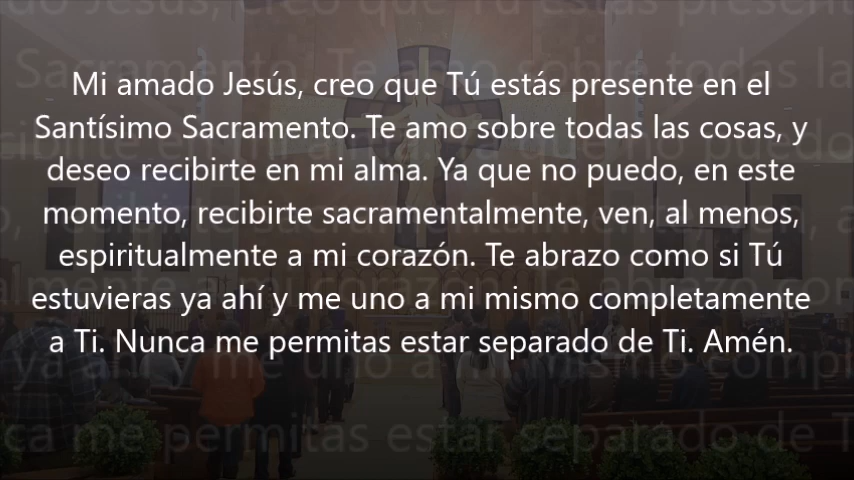 Mi amado Jesús, creo que Tú estás presente en el
Santísimo Sacramento. Te amo sobre todas las cosas, y
deseo recibirte en mi alma. Ya que no puedo, en este
momento, recibirte sacramentalmente, ven, al menos,
espiritualmente a mi corazón. Te abrazo como si Tú
estuvieras ya ahí y me uno a mi mismo completamente
a Ti. Nunca me permitas estar separado de Ti. Amén.